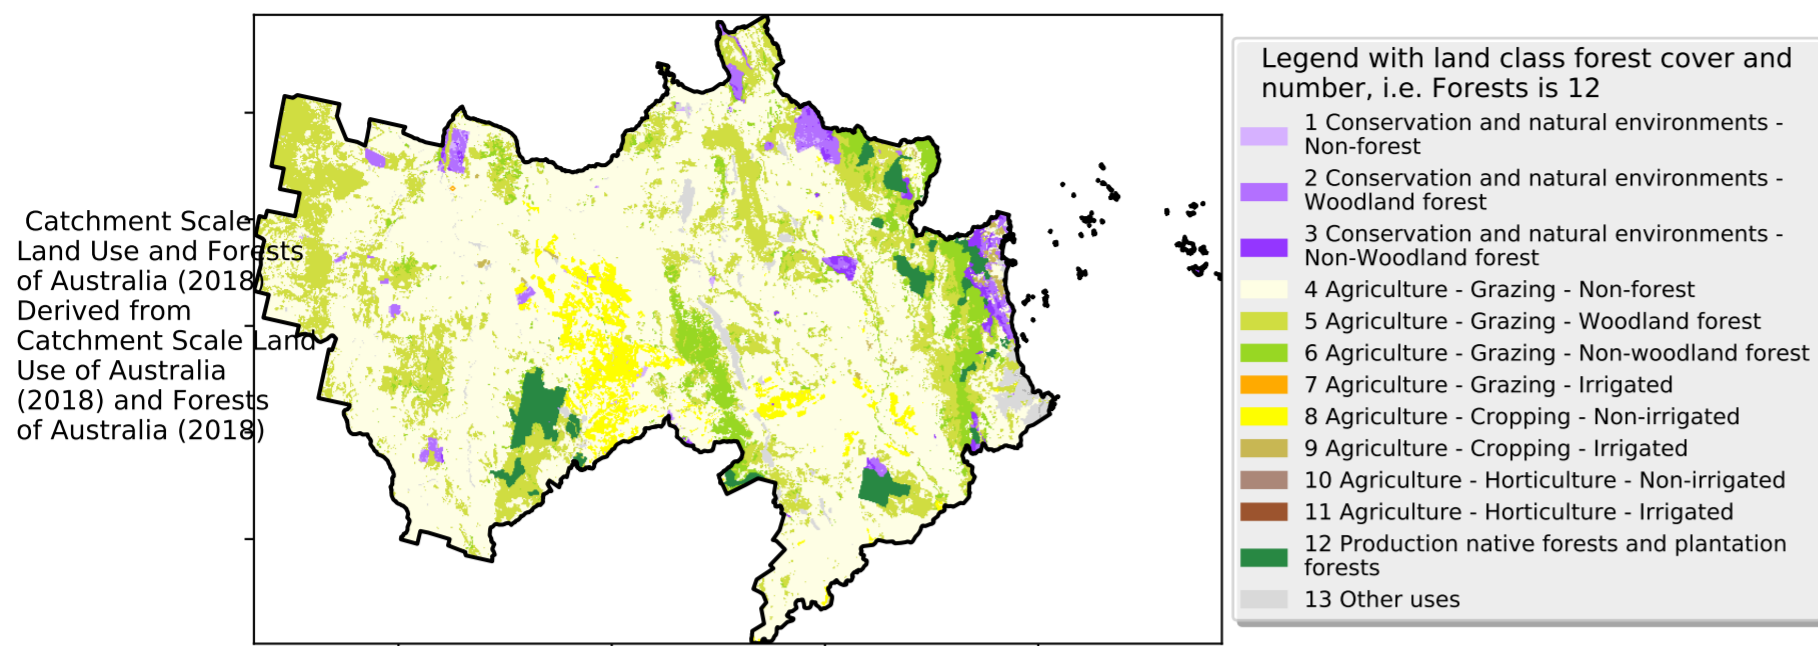 Catchment Scale
Land Use and Forests
of Australia (2018)
Derived from
Catchment Scale Land
Use of Australia
(2018) and Forests
of Australia (2018)
Legend with land class forest cover and
number, i.e. Forests is 12
1 Conservation and natural environments -
Non-forest
2 Conservation and natural environments -
Woodland forest
3 Conservation and natural environments -
Non-Woodland forest
4 Agriculture - Grazing - Non-forest
5 Agriculture - Grazing - Woodland forest
6 Agriculture - Grazing - Non-woodland forest
7 Agriculture - Grazing - Irrigated
8 Agriculture - Cropping - Non-irrigated
9 Agriculture - Cropping - Irrigated
10 Agriculture - Horticulture - Non-irrigated
11 Agriculture - Horticulture - Irrigated
12 Production native forests and plantation
forests
13 Other uses